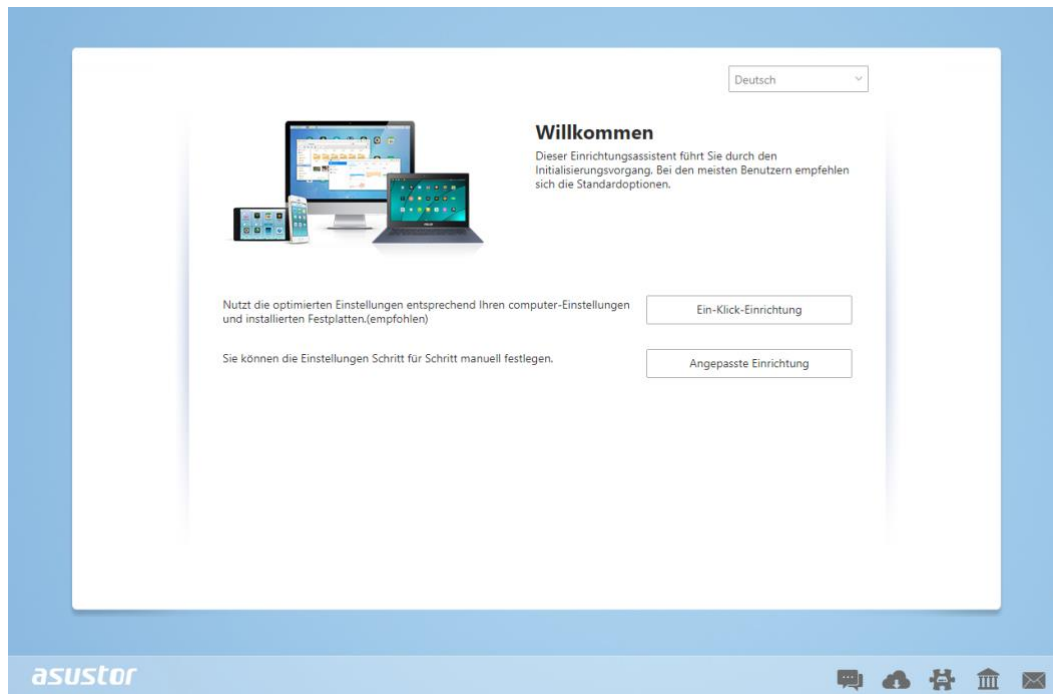 Deutsch
Willkommen
Dieser Einrichtungsassistent führt Sie durch den
Initialisierungsvorgang. Bei den meisten Benutzern empfehlen
sich die Standardoptionen.
Nutzt die optimierten Einstellungen entsprechend Ihren computer-Einstellungen
und installierten Festplatten.(empfohlen)
Ein-Klick-Einrichtung
Sie können die Einstellungen Schritt für Schritt manuell festlegen.
Angepasste Einrichtung
asustor